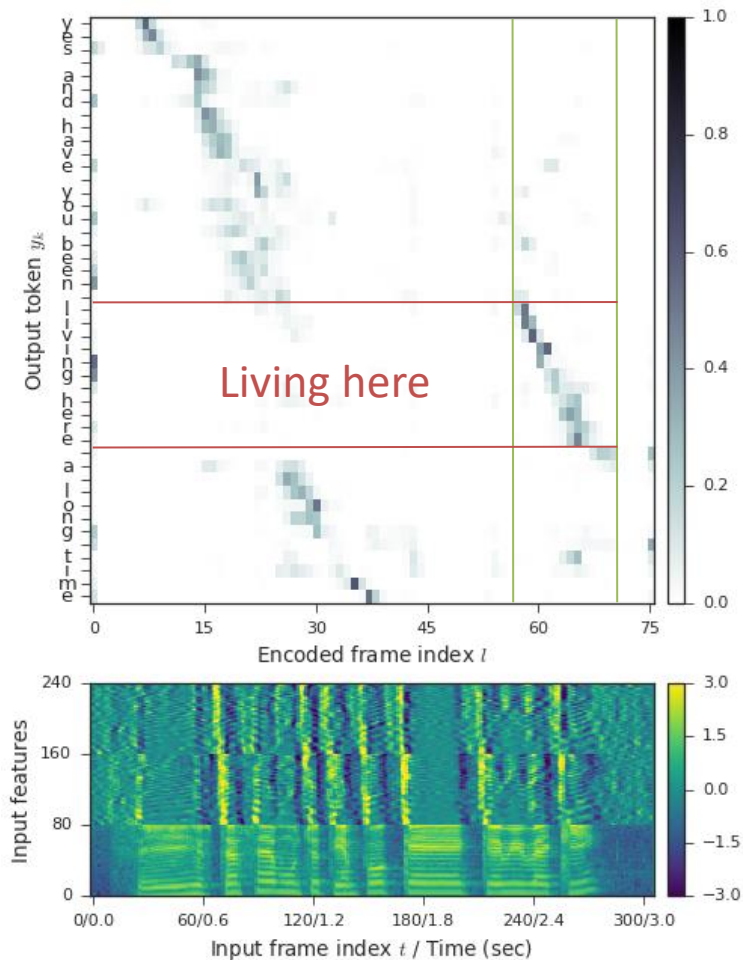 y
e
s
a
n
d
h
a
v
e
y
o
u
b
e
e
n
l
i
v
i
n
g
h
e
r
e
a
l
o
n
g
t
i
m
e
Output token yₖ
Living here
1.0
0.8
0.6
0.4
0.2
0.0
0 15 30 45 60 75
Encoded frame index l
240
160
80
0
Input features
3.0
1.5
0.0
−1.5
−3.0
0/0.0 60/0.6 120/1.2 180/1.8 240/2.4 300/3.0
Input frame index t / Time (sec)